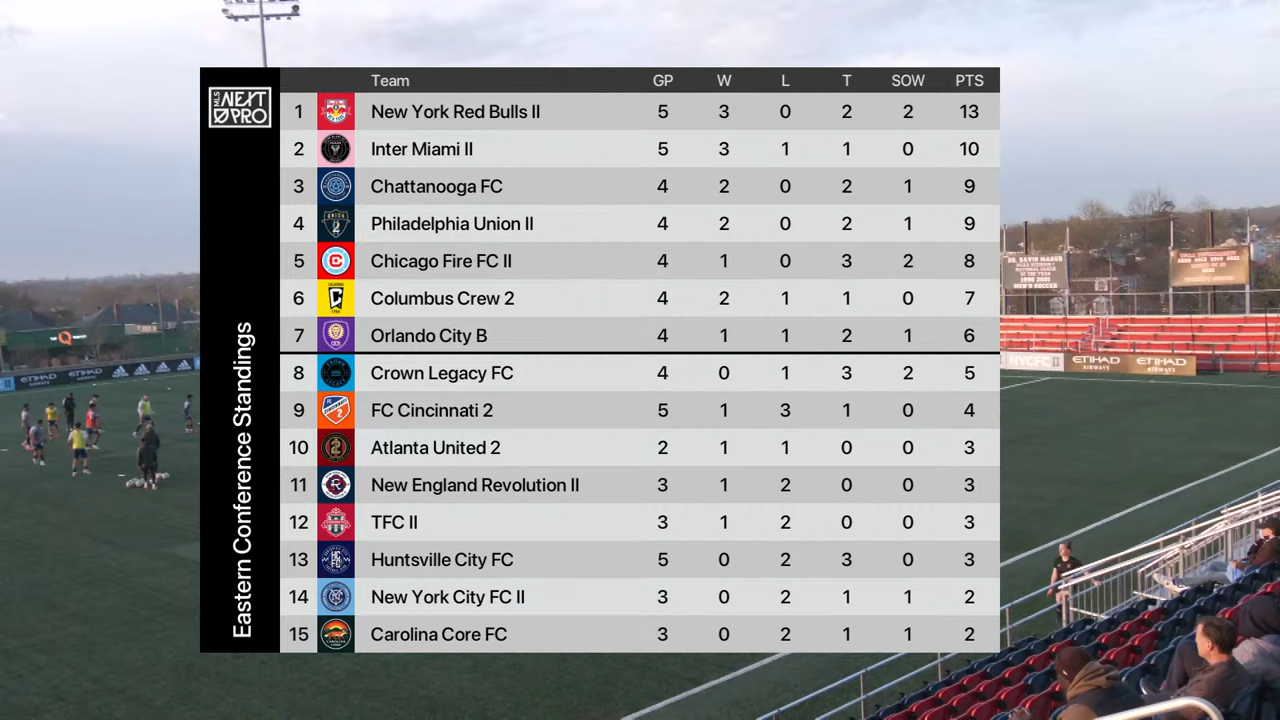 MLS NEXT PRO
Eastern Conference Standings
Team GP W L T SOW PTS
1 New York Red Bulls II 5 3 0 2 2 13
2 Inter Miami II 5 3 1 1 0 10
3 Chattanooga FC 4 2 0 2 1 9
4 Philadelphia Union II 4 2 0 2 1 9
5 Chicago Fire FC II 4 1 0 3 2 8
6 Columbus Crew 2 4 2 1 1 0 7
7 Orlando City B 4 1 1 2 1 6
8 Crown Legacy FC 4 0 1 3 2 5
9 FC Cincinnati 2 5 1 3 1 0 4
10 Atlanta United 2 2 1 1 0 0 3
11 New England Revolution II 3 1 2 0 0 3
12 TFC II 3 1 2 0 0 3
13 Huntsville City FC 5 0 2 3 0 3
14 New York City FC II 3 0 2 1 1 2
15 Carolina Core FC 3 0 2 1 1 2
NYCFC
ETIHAD AIRWAYS
ETIHAD AIRWAYS
ETIHAD AIRWAYS
adidas